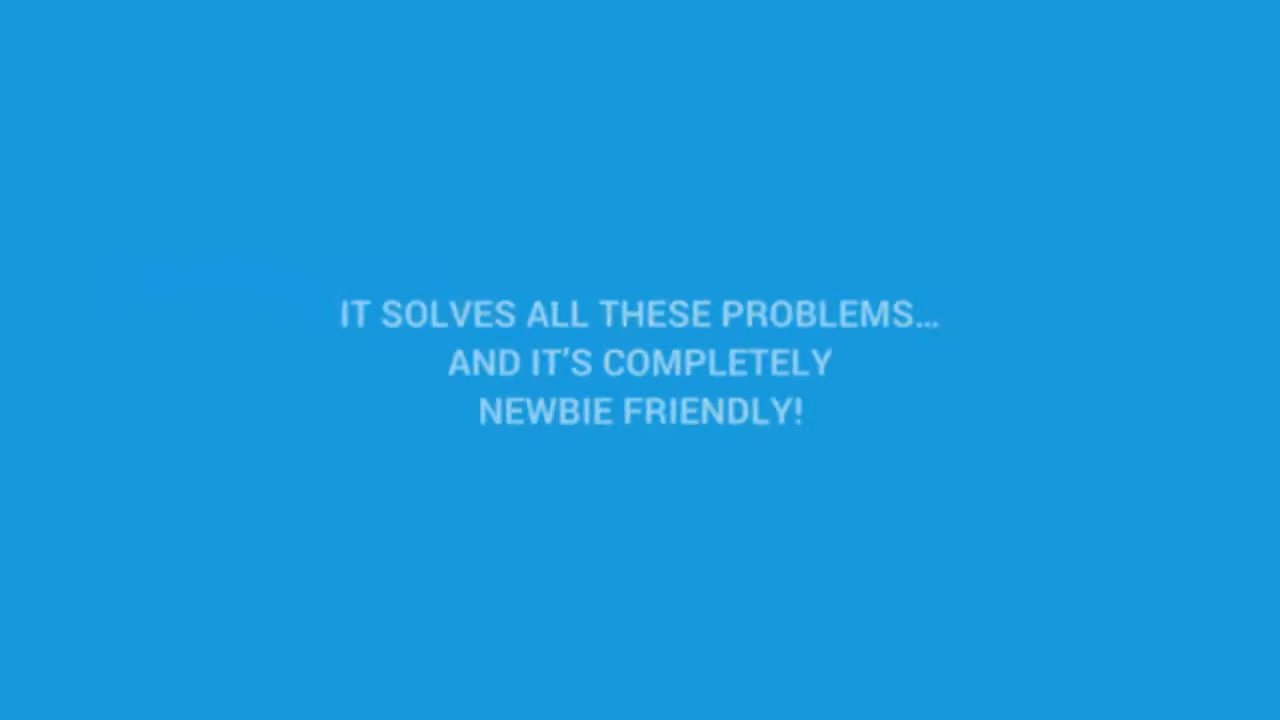 IT SOLVES ALL THESE PROBLEMS…
AND IT’S COMPLETELY
NEWBIE FRIENDLY!